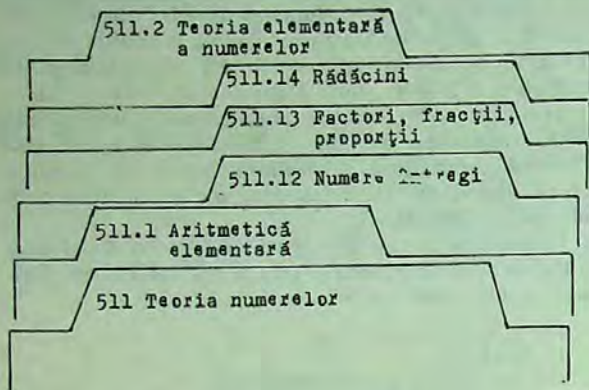 511.2 Teoria elementară
a numerelor
511.14 Rădăcini
511.13 Factori, fracţii,
proporţii
511.12 Numere întregi
511.1 Aritmetică
elementară
511 Teoria numerelor